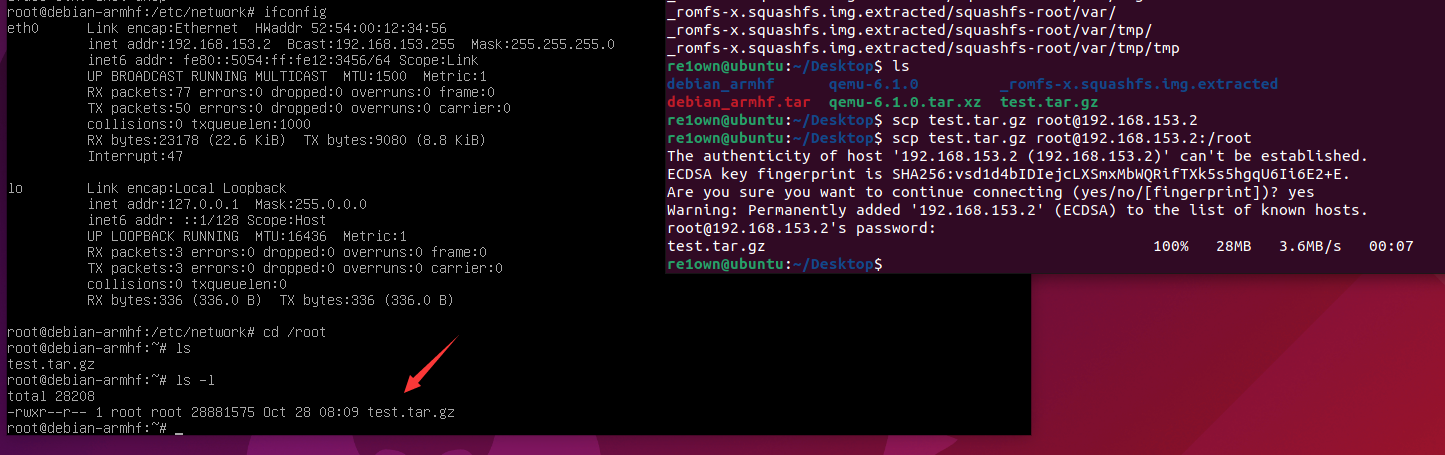 root@debian-armhf:/etc/network# ifconfig
eth0 Link encap:Ethernet HWaddr 52:54:00:12:34:56
inet addr:192.168.153.2 Bcast:192.168.153.255 Mask:255.255.255.0
inet6 addr: fe80::5054:ff:fe12:3456/64 Scope:Link
UP BROADCAST RUNNING MULTICAST MTU:1500 Metric:1
RX packets:77 errors:0 dropped:0 overruns:0 frame:0
TX packets:50 errors:0 dropped:0 overruns:0 carrier:0
collisions:0 txqueuelen:1000
RX bytes:23178 (22.6 KiB) TX bytes:9080 (8.8 KiB)
Interrupt:47
lo Link encap:Local Loopback
inet addr:127.0.0.1 Mask:255.0.0.0
inet6 addr: ::1/128 Scope:Host
UP LOOPBACK RUNNING MTU:16436 Metric:1
RX packets:3 errors:0 dropped:0 overruns:0 frame:0
TX packets:3 errors:0 dropped:0 overruns:0 carrier:0
collisions:0 txqueuelen:0
RX bytes:336 (336.0 B) TX bytes:336 (336.0 B)
root@debian-armhf:/etc/network# cd /root
root@debian-armhf:~# ls
test.tar.gz
root@debian-armhf:~# ls -l
total 28208
-rwxr--r-- 1 root root 28881575 Oct 28 08:09 test.tar.gz
root@debian-armhf:~# _
_romfs-x.squashfs.img.extracted/squashfs-root/var/
_romfs-x.squashfs.img.extracted/squashfs-root/var/tmp/
_romfs-x.squashfs.img.extracted/squashfs-root/var/tmp/tmp
re1own@ubuntu:~/Desktop$ ls
debian_armhf qemu-6.1.0 _romfs-x.squashfs.img.extracted
debian_armhf.tar qemu-6.1.0.tar.xz test.tar.gz
re1own@ubuntu:~/Desktop$ scp test.tar.gz root@192.168.153.2
re1own@ubuntu:~/Desktop$ scp test.tar.gz root@192.168.153.2:/root
The authenticity of host '192.168.153.2 (192.168.153.2)' can't be established.
ECDSA key fingerprint is SHA256:vsd1d4bIDIejcLXSmxMbWQRifTXk5s5hgqU6Ii6E2+E.
Are you sure you want to continue connecting (yes/no/[fingerprint])? yes
Warning: Permanently added '192.168.153.2' (ECDSA) to the list of known hosts.
root@192.168.153.2's password:
test.tar.gz 100% 28MB 3.6MB/s 00:07
re1own@ubuntu:~/Desktop$